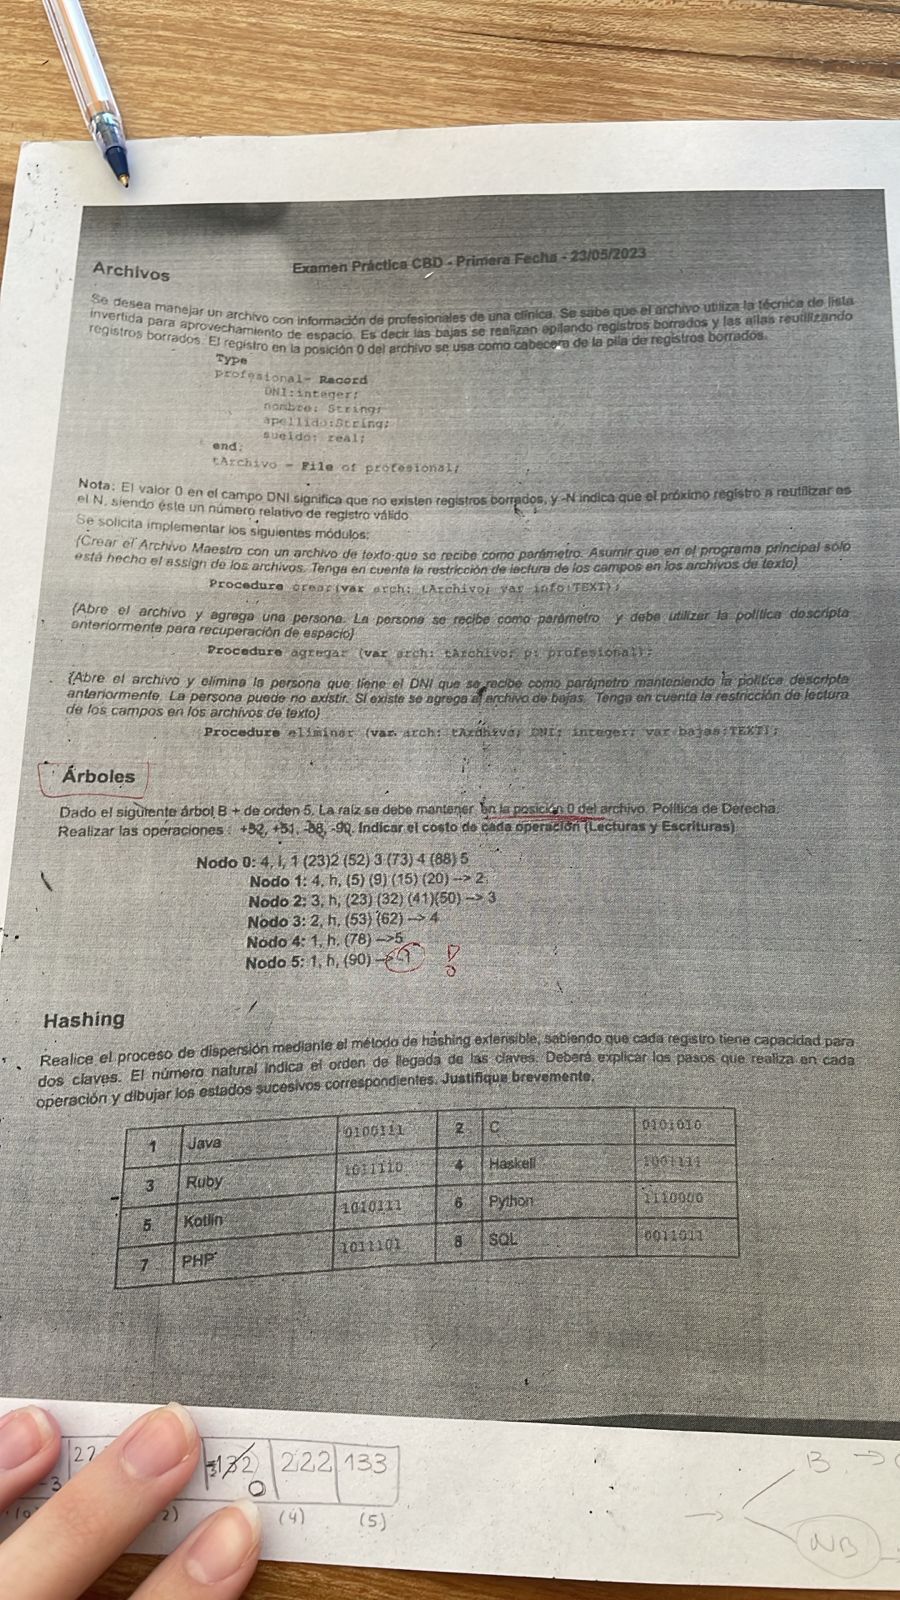 Examen Práctica CBD - Primera Fecha - 23/05/2023
Archivos
Se desea manejar un archivo con información de profesionales de una clínica. Se sabe que el archivo utiliza la técnica de lista
invertida para aprovechamiento de espacio. Es decir las bajas se realizan apilando registros borrados y las altas reutilizando
registros borrados. El registro en la posición 0 del archivo se usa como cabecera de la pila de registros borrados.
Type
profesional= Record
DNI:integer;
nombre: String;
apellido:String;
sueldo: real;
end;
tArchivo = File of profesional;
Nota: El valor 0 en el campo DNI significa que no existen registros borrados, y -N indica que el próximo registro a reutilizar es
el N, siendo éste un número relativo de registro válido.
Se solicita implementar los siguientes módulos:
{Crear el Archivo Maestro con un archivo de texto que se recibe como parámetro. Asumir que en el programa principal sólo
está hecho el assign de los archivos. Tenga en cuenta la restricción de lectura de los campos en los archivos de texto}
Procedure crear(var arch: tArchivo; var info:TEXT);
{Abre el archivo y agrega una persona. La persona se recibe como parámetro y debe utilizar la política descripta
anteriormente para recuperación de espacio}
Procedure agregar (var arch: tArchivo; p: profesional);
{Abre el archivo y elimina la persona que tiene el DNI que se recibe como parámetro manteniendo la política descripta
anteriormente. La persona puede no existir. Si existe se agrega al archivo de bajas. Tenga en cuenta la restricción de lectura
de los campos en los archivos de texto}
Procedure eliminar (var arch: tArchivo; DNI: integer; var bajas:TEXT);
Árboles
Dado el siguiente árbol B + de orden 5. La raíz se debe mantener en la posición 0 del archivo. Política de Derecha.
Realizar las operaciones : +52, +51, -88, -90. Indicar el costo de cada operación (Lecturas y Escrituras)
Nodo 0: 4, i, 1 (23)2 (52) 3 (73) 4 (88) 5
Nodo 1: 4, h, (5) (9) (15) (20) --> 2
Nodo 2: 3, h, (23) (32) (41)(50) --> 3
Nodo 3: 2, h, (53) (62) --> 4
Nodo 4: 1, h, (78) -->5
Nodo 5: 1, h, (90) --> -1
Hashing
Realice el proceso de dispersión mediante el método de hashing extensible, sabiendo que cada registro tiene capacidad para
dos claves. El número natural indica el orden de llegada de las claves. Deberá explicar los pasos que realiza en cada
operación y dibujar los estados sucesivos correspondientes. Justifique brevemente.
1 Java 0100111 2 C 0101010
3 Ruby 1011110 4 Haskell 1001111
5 Kotlin 1010111 6 Python 1110000
7 PHP 1011101 8 SQL 0011011
222 133
(4) (5)
B →
NB